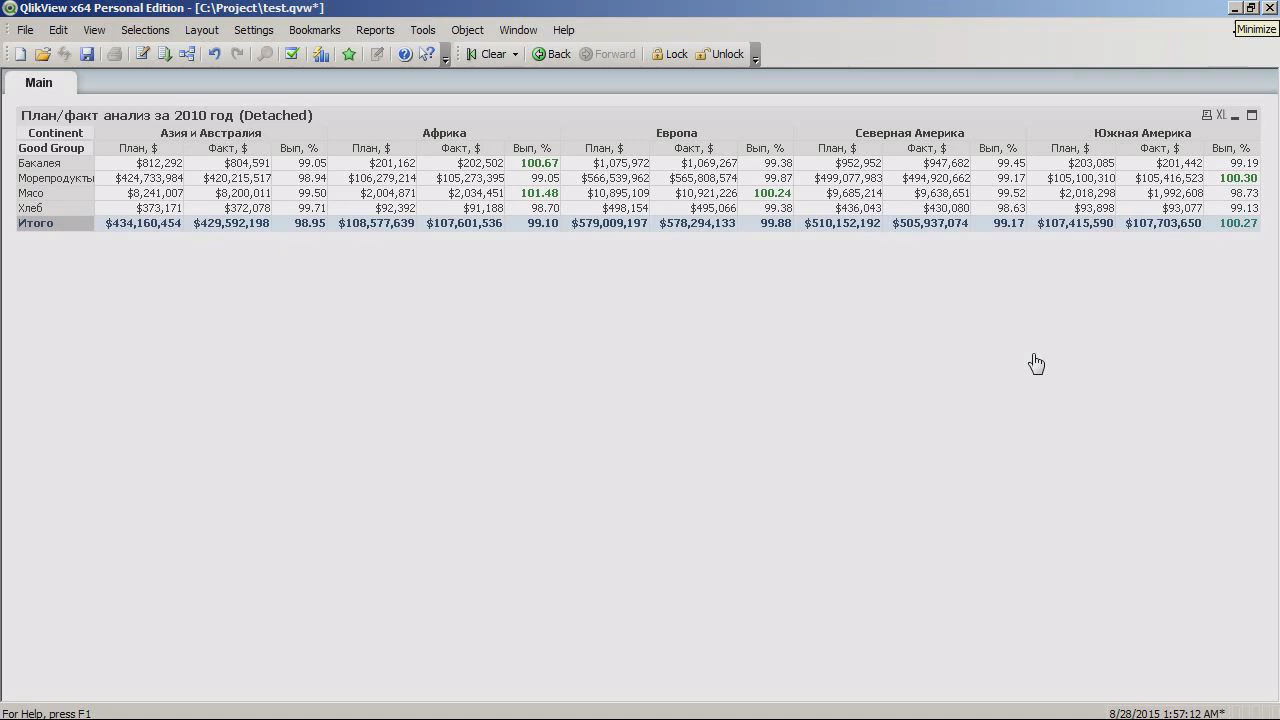 QlikView x64 Personal Edition - [C:\Project\test.qvw*]
File Edit View Selections Layout Settings Bookmarks Reports Tools Object Window Help
Minimize
Clear Back Forward Lock Unlock
Main
План/факт анализ за 2010 год (Detached) XL
Continent Азия и Австралия Африка Европа Северная Америка Южная Америка
Good Group План, $ Факт, $ Вып, % План, $ Факт, $ Вып, % План, $ Факт, $ Вып, % План, $ Факт, $ Вып, % План, $ Факт, $ Вып, %
Бакалея $812,292 $804,591 99.05 $201,162 $202,502 100.67 $1,075,972 $1,069,267 99.38 $952,952 $947,682 99.45 $203,085 $201,442 99.19
Морепродукты $424,733,984 $420,215,517 98.94 $106,279,214 $105,273,395 99.05 $566,539,962 $565,808,574 99.87 $499,077,983 $494,920,662 99.17 $105,100,310 $105,416,523 100.30
Мясо $8,241,007 $8,200,011 99.50 $2,004,871 $2,034,451 101.48 $10,895,109 $10,921,226 100.24 $9,685,214 $9,638,651 99.52 $2,018,298 $1,992,608 98.73
Хлеб $373,171 $372,078 99.71 $92,392 $91,188 98.70 $498,154 $495,066 99.38 $436,043 $430,080 98.63 $93,898 $93,077 99.13
Итого $434,160,454 $429,592,198 98.95 $108,577,639 $107,601,536 99.10 $579,009,197 $578,294,133 99.88 $510,152,192 $505,937,074 99.17 $107,415,590 $107,703,650 100.27
For Help, press F1 8/28/2015 1:57:12 AM*